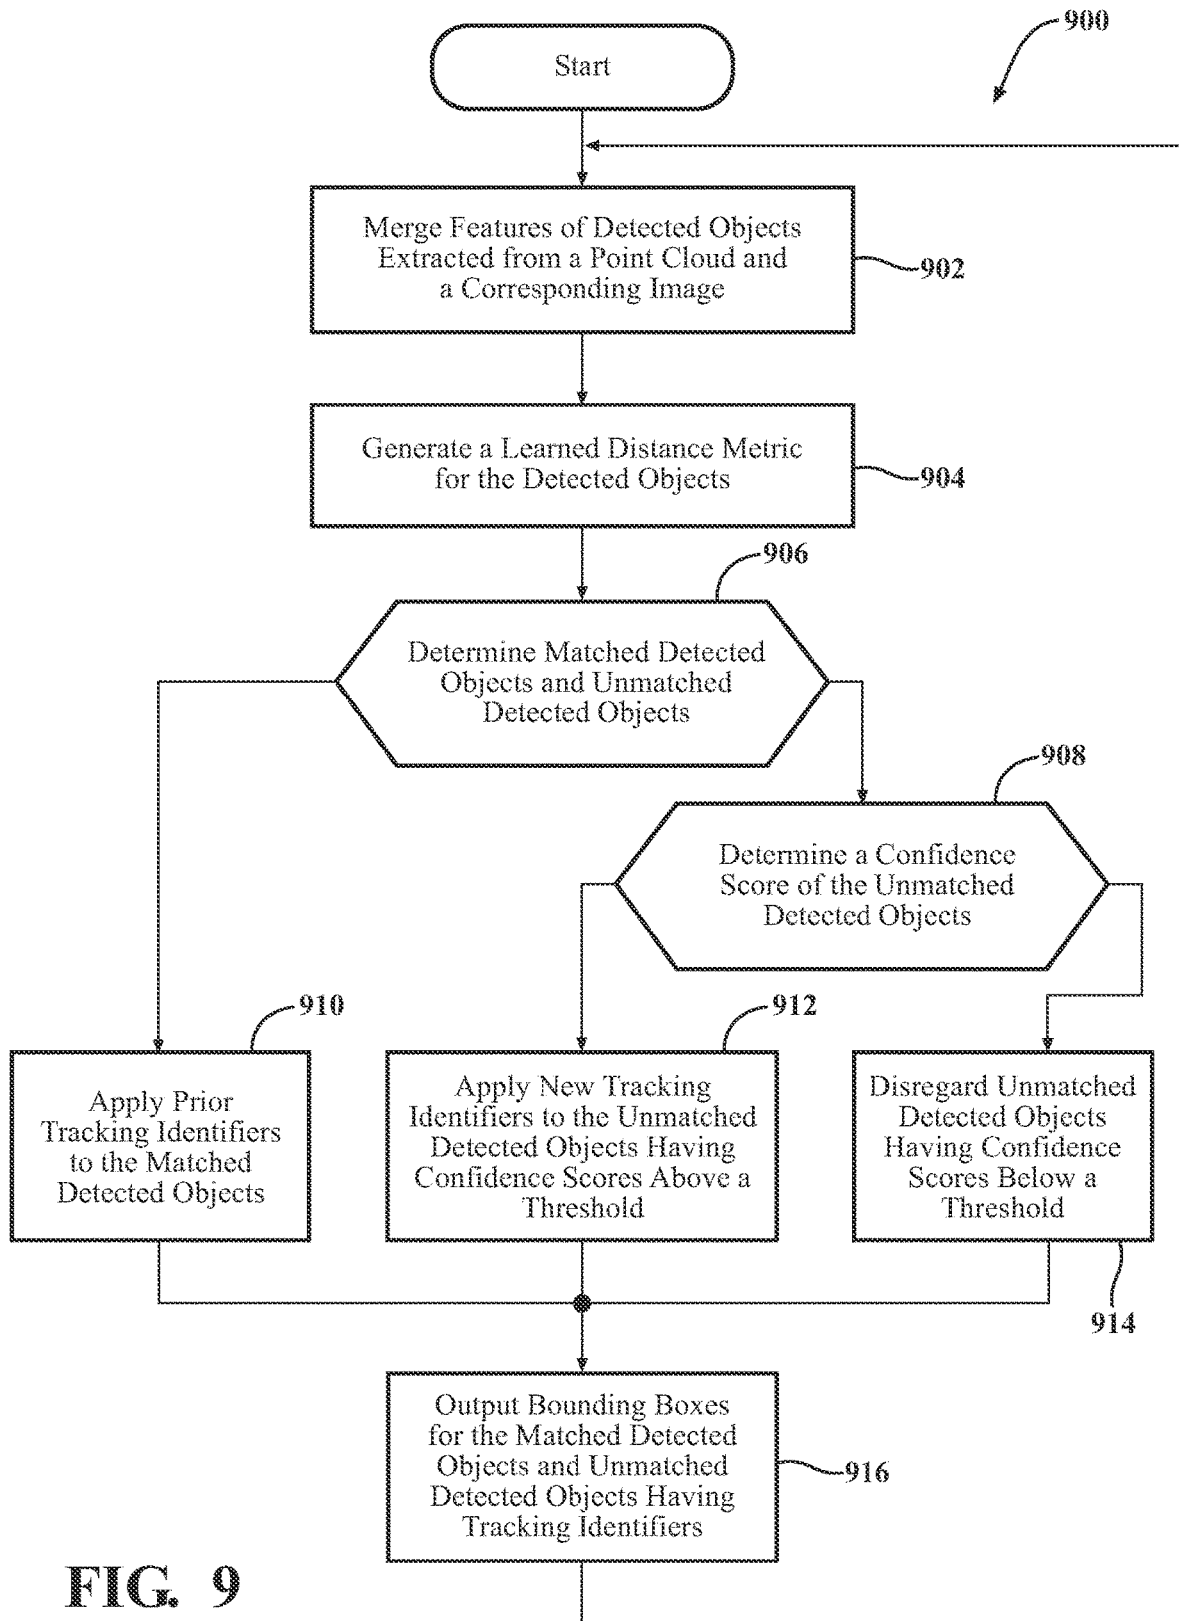 900
Start
Merge Features of Detected Objects
Extracted from a Point Cloud and
a Corresponding Image
902
Generate a Learned Distance Metric
for the Detected Objects
904
906
Determine Matched Detected
Objects and Unmatched
Detected Objects
908
Determine a Confidence
Score of the Unmatched
Detected Objects
910
Apply Prior
Tracking Identifiers
to the Matched
Detected Objects
912
Apply New Tracking
Identifiers to the Unmatched
Detected Objects Having
Confidence Scores Above a
Threshold
Disregard Unmatched
Detected Objects
Having Confidence
Scores Below a
Threshold
914
Output Bounding Boxes
for the Matched Detected
Objects and Unmatched
Detected Objects Having
Tracking Identifiers
916
FIG. 9